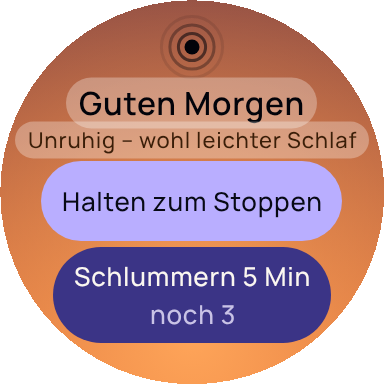 Guten Morgen
Unruhig – wohl leichter Schlaf
Halten zum Stoppen
Schlummern 5 Min
noch 3